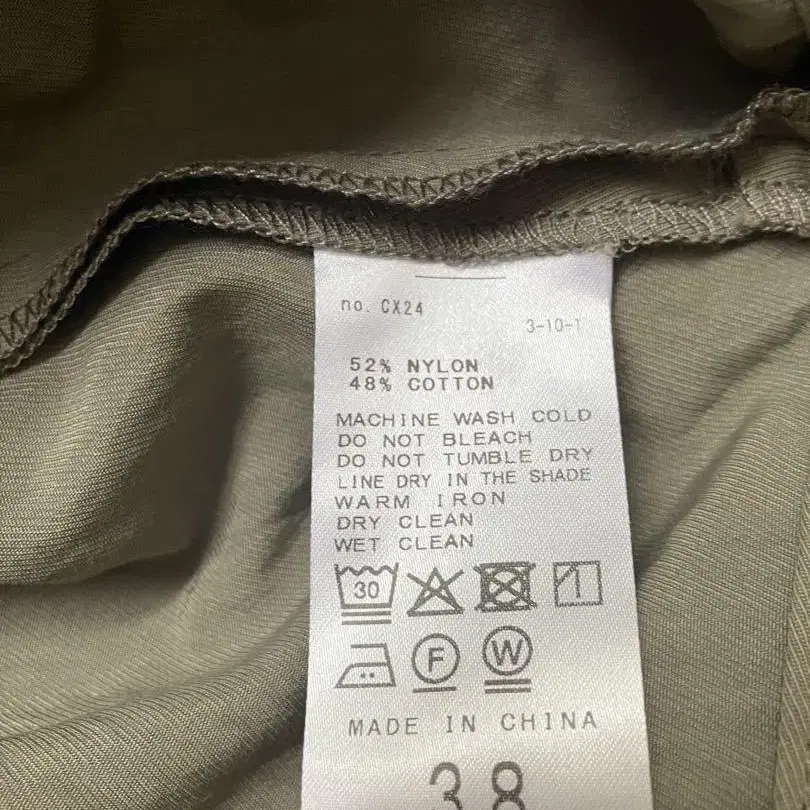 no. CX24
3-10-1
52% NYLON
48% COTTON
MACHINE WASH COLD
DO NOT BLEACH
DO NOT TUMBLE DRY
LINE DRY IN THE SHADE
WARM IRON
DRY CLEAN
WET CLEAN
30
F W
MADE IN CHINA
38